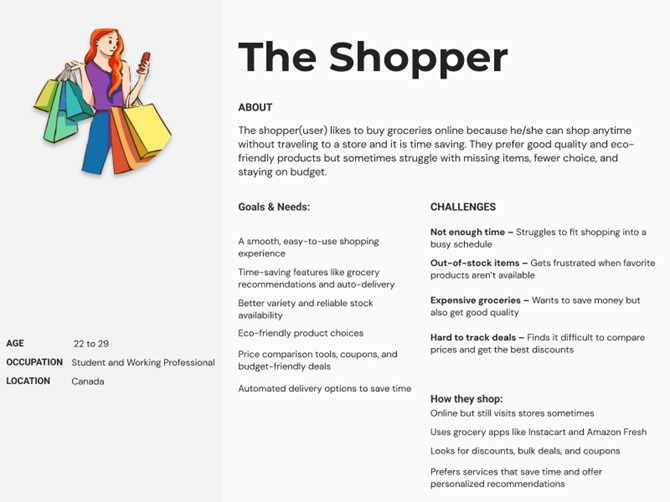 The Shopper
ABOUT
The shopper(user) likes to buy groceries online because he/she can shop anytime
without traveling to a store and it is time saving. They prefer good quality and eco-
friendly products but sometimes struggle with missing items, fewer choice, and
staying on budget.
Goals & Needs:
A smooth, easy-to-use shopping
experience
Time-saving features like grocery
recommendations and auto-delivery
Better variety and reliable stock
availability
Eco-friendly product choices
Price comparison tools, coupons, and
budget-friendly deals
Automated delivery options to save time
CHALLENGES
Not enough time – Struggles to fit shopping into a
busy schedule
Out-of-stock items – Gets frustrated when favorite
products aren't available
Expensive groceries – Wants to save money but
also get good quality
Hard to track deals – Finds it difficult to compare
prices and get the best discounts
How they shop:
Online but still visits stores sometimes
Uses grocery apps like Instacart and Amazon Fresh
Looks for discounts, bulk deals, and coupons
Prefers services that save time and offer
personalized recommendations
AGE 22 to 29
OCCUPATION Student and Working Professional
LOCATION Canada